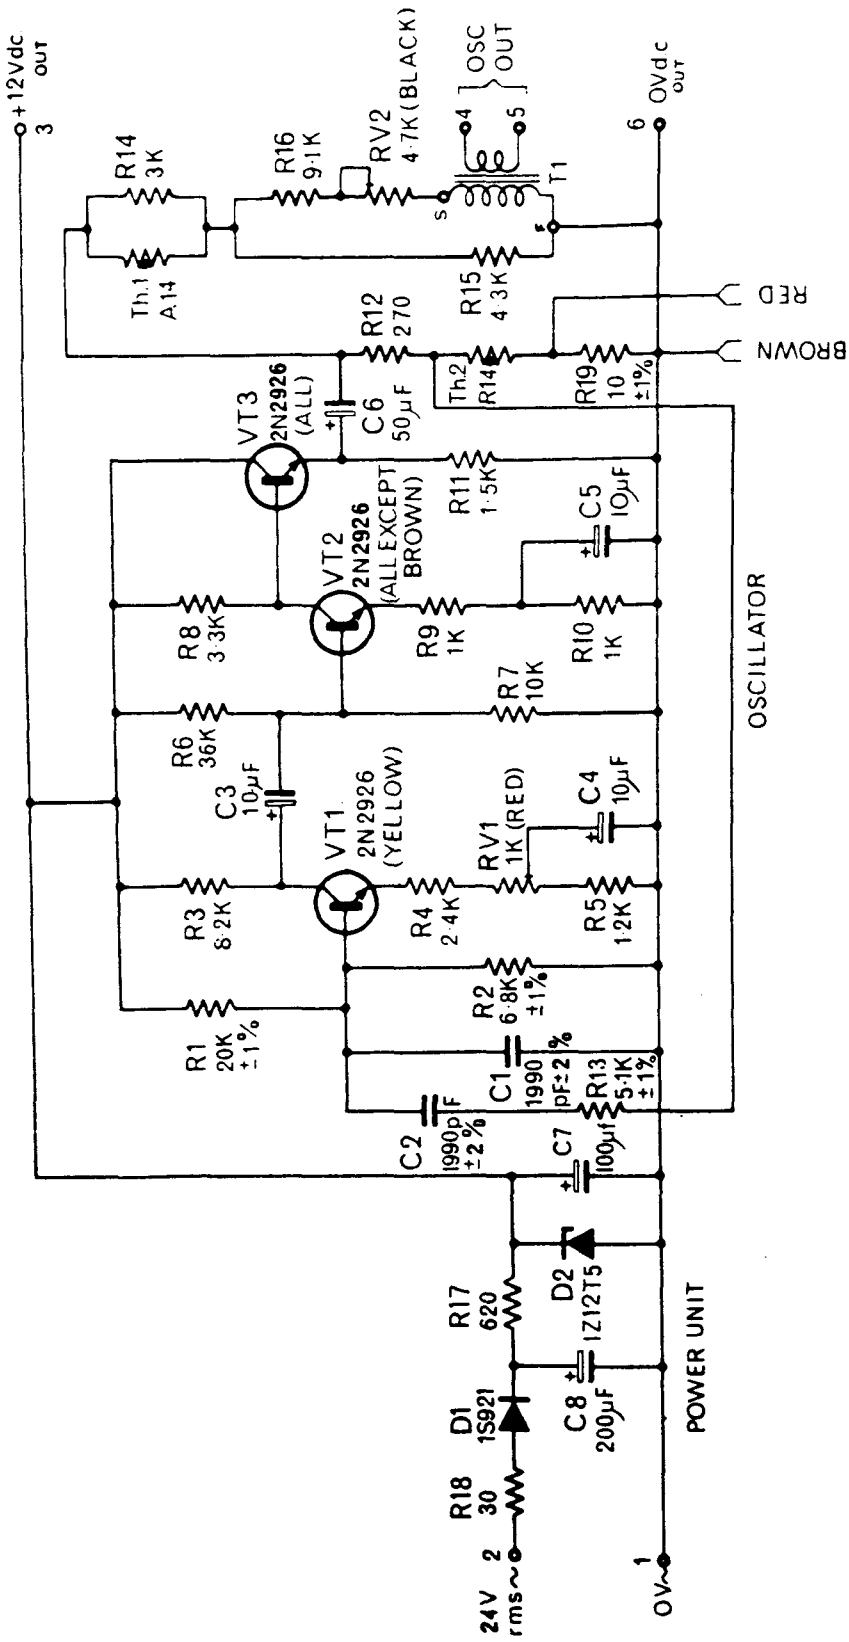 +12Vdc
OUT
3
R14
3K
Th.1
A14
R16
9·1K
RV2
4·7K (BLACK)
OSC
OUT
4
5
S
F
T1
R15
4·3K
0Vdc
OUT
6
RED
BROWN
R12
270
Th.2
R14
R19
10
±1%
VT3
2N2926
(ALL)
+
C6
50µF
R11
1·5K
VT2
2N2926
(ALL EXCEPT
BROWN)
R8
3·3K
R9
1K
R10
1K
+
C5
10µF
R6
36K
R7
10K
C3
10µF
+
VT1
2N2926
(YELLOW)
R3
8·2K
R4
2·4K
RV1
1K (RED)
+
C4
10µF
R5
1·2K
R1
20K
±1%
R2
6·8K
±1%
C1
1990
pF±2%
C2
1990pF
±2%
R13
5·1K
±1%
OSCILLATOR
+
C7
100µf
R17
620
D2
1Z12T5
D1
1S921
+
C8
200µF
R18
30
24V
rms~
2
0V~
1
POWER UNIT